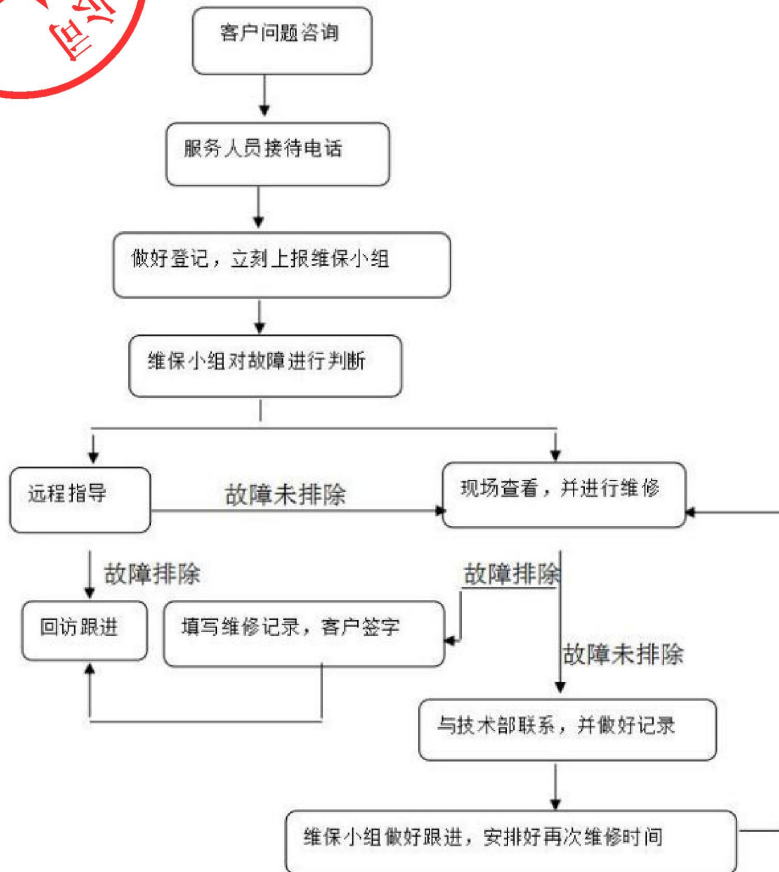 公司
客户问题咨询
服务人员接待电话
做好登记，立刻上报维保小组
维保小组对故障进行判断
远程指导
故障未排除
现场查看，并进行维修
故障排除
故障排除
回访跟进
填写维修记录，客户签字
故障未排除
与技术部联系，并做好记录
维保小组做好跟进，安排好再次维修时间